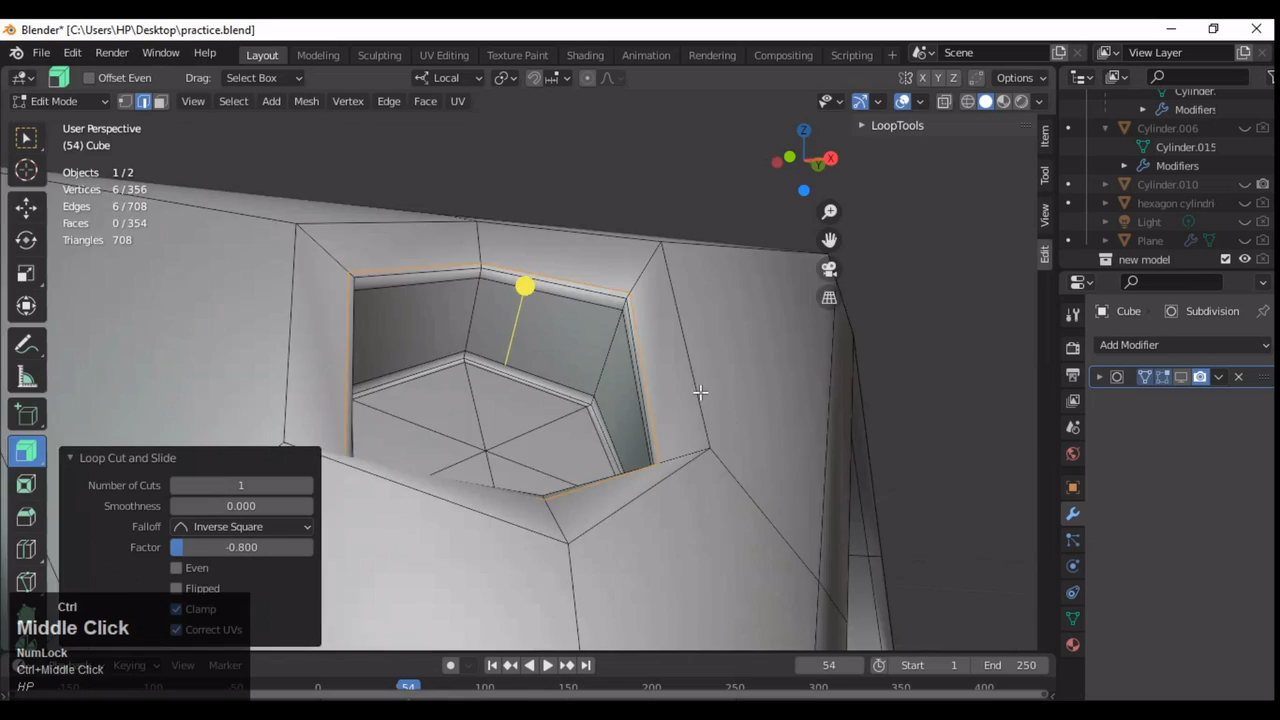 Blender* [C:\Users\HP\Desktop\practice.blend]
File Edit Render Window Help Layout Modeling Sculpting UV Editing Texture Paint Shading Animation Rendering Compositing Scripting + Scene View Layer
Offset Even Drag: Select Box Local X Y Z Options
Edit Mode View Select Add Mesh Vertex Edge Face UV
User Perspective
(54) Cube
Objects 1/2
Vertices 6/356
Edges 6/708
Faces 0/354
Triangles 708
Z
X
Y
LoopTools
Item
Tool
View
Edit
Cylinder.
Modifiers
Cylinder.006
Cylinder.015
Modifiers
Cylinder.010
hexagon cylindri
Light
Plane
new model
Cube Subdivision
Add Modifier
Loop Cut and Slide
Number of Cuts 1
Smoothness 0.000
Falloff Inverse Square
Factor -0.800
Even
Flipped
Clamp
Correct UVs
Ctrl
Middle Click
NumLock
Ctrl+Middle Click
HP
Playback Keying View Marker 54 Start 1 End 250
-150 0 54 100 150 200 250 300 350 400